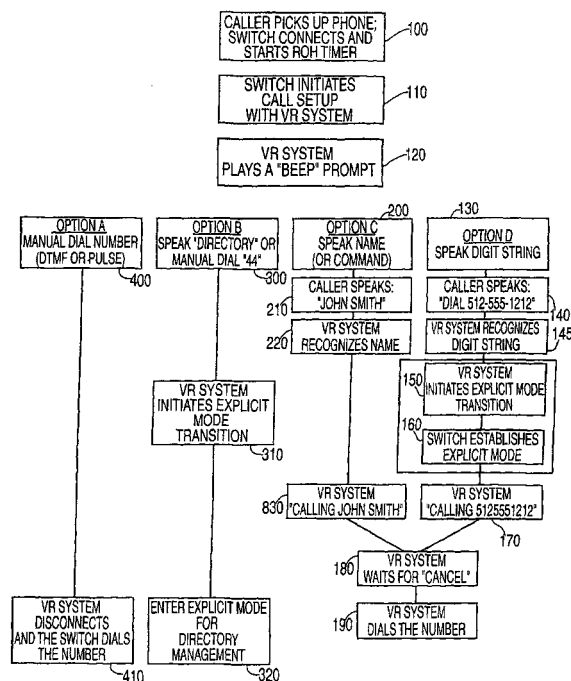 CALLER PICKS UP PHONE;
SWITCH CONNECTS AND
STARTS ROH TIMER
100
SWITCH INITIATES
CALL SETUP
WITH VR SYSTEM
110
VR SYSTEM
PLAYS A "BEEP" PROMPT
120
OPTION A
MANUAL DIAL NUMBER
(DTMF OR PULSE)
400
OPTION B
SPEAK "DIRECTORY" OR
MANUAL DIAL "44"
300
200
OPTION C
SPEAK NAME
(OR COMMAND)
130
OPTION D
SPEAK DIGIT STRING
CALLER SPEAKS:
"JOHN SMITH"
210
CALLER SPEAKS:
"DIAL 512-555-1212"
140
VR SYSTEM
RECOGNIZES NAME
220
VR SYSTEM RECOGNIZES
DIGIT STRING
145
VR SYSTEM
INITIATES EXPLICIT
MODE
TRANSITION
310
150
VR SYSTEM
INITIATES EXPLICIT MODE
TRANSITION
160
SWITCH ESTABLISHES
EXPLICIT MODE
830
VR SYSTEM
"CALLING JOHN SMITH"
VR SYSTEM
"CALLING 5125551212"
170
180
VR SYSTEM
WAITS FOR "CANCEL"
190
VR SYSTEM
DIALS THE NUMBER
VR SYSTEM
DISCONNECTS
AND THE SWITCH DIALS
THE NUMBER
410
ENTER EXPLICIT MODE
FOR
DIRECTORY
MANAGEMENT
320